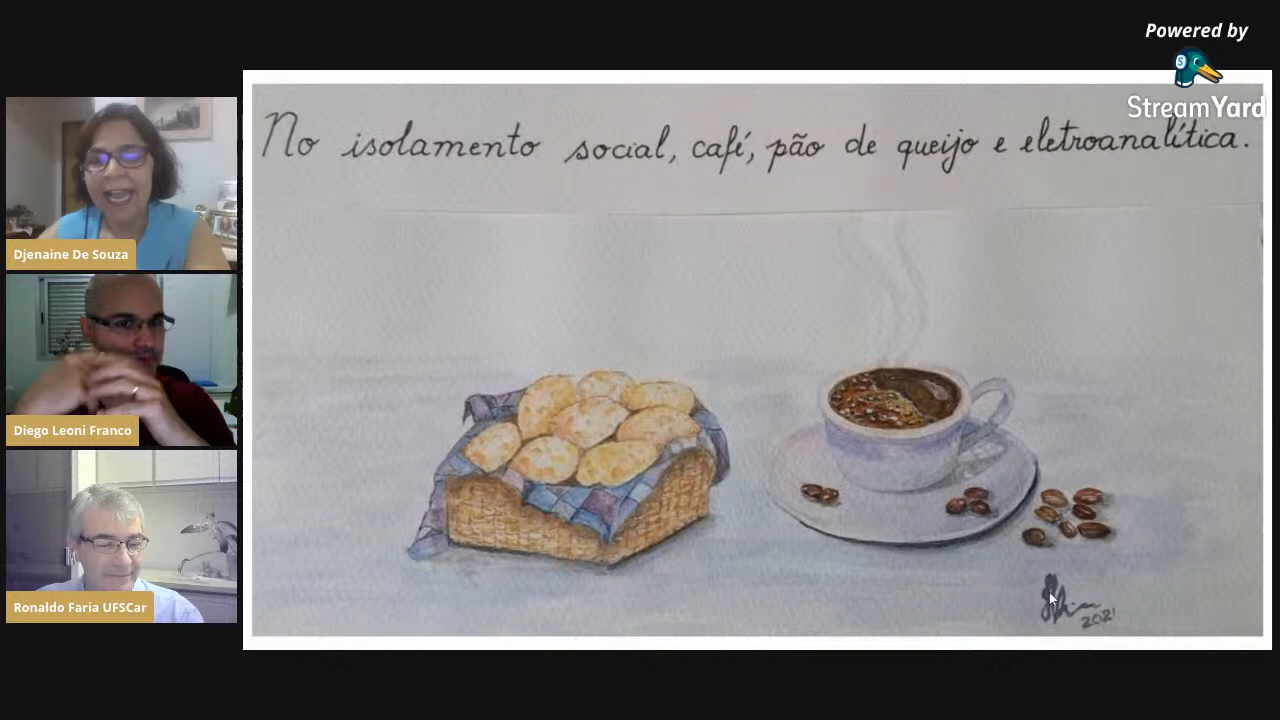 Powered by
StreamYard
No isolamento social, café, pão de queijo e eletroanalítica.
Djenaine De Souza
Diego Leoni Franco
Ronaldo Faria UFSCar
2021